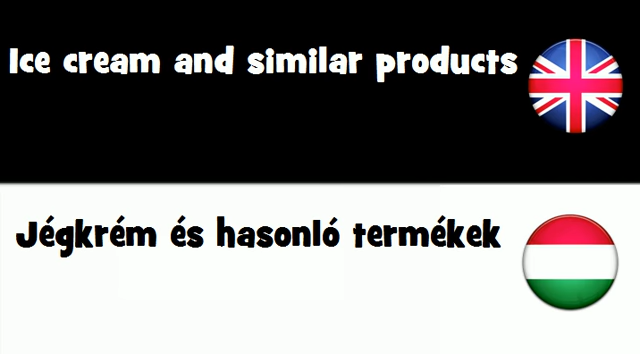 Ice cream and similar products
Jégkrém és hasonló termékek